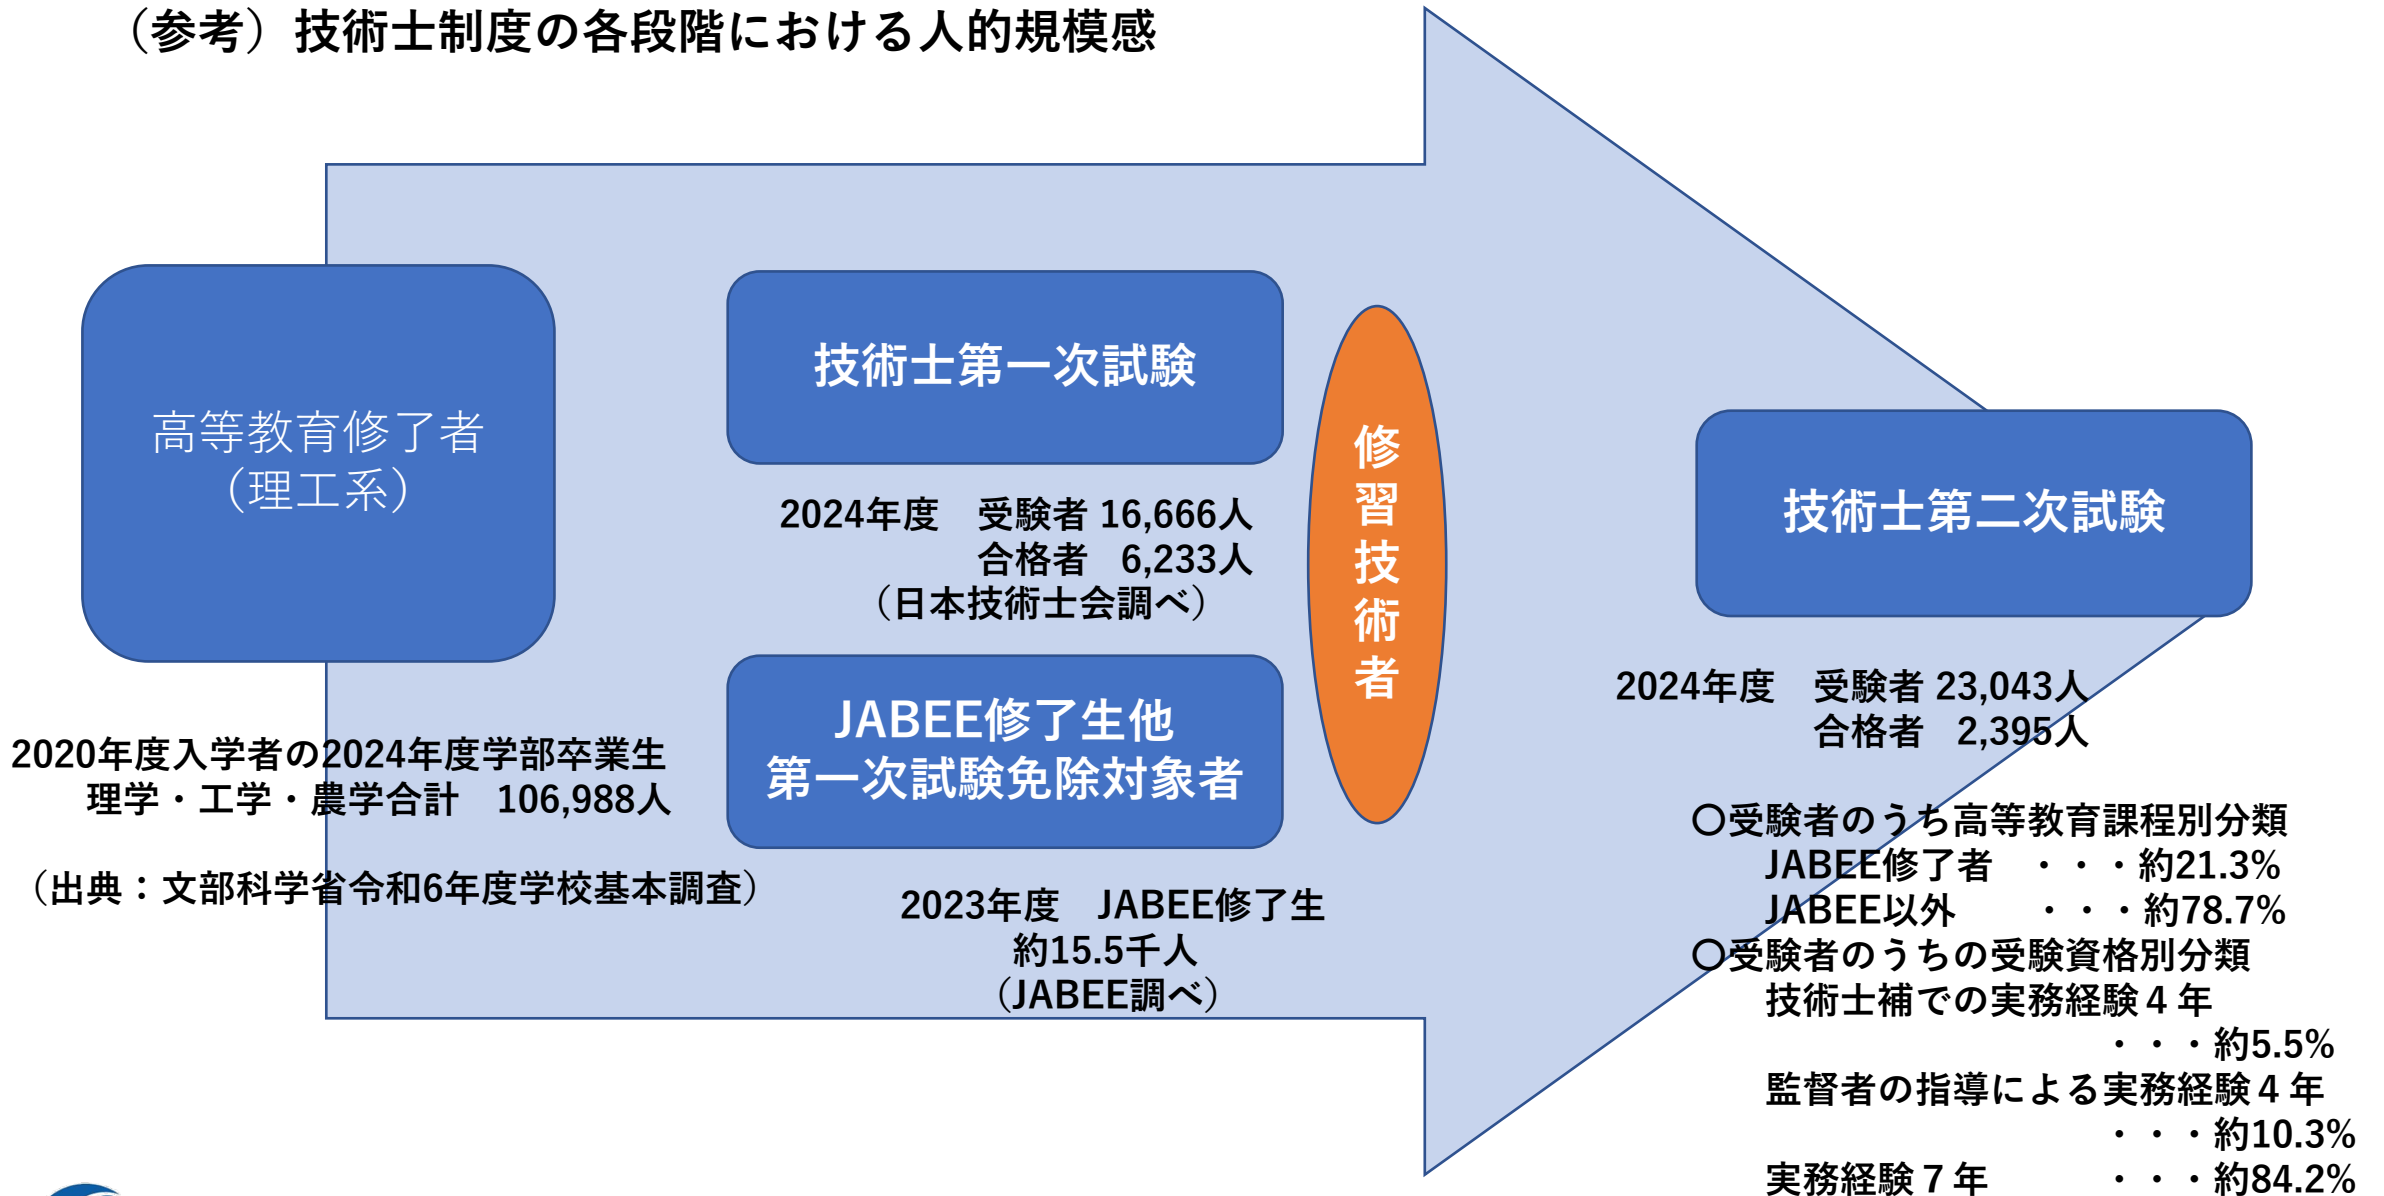 （参考）技術士制度の各段階における人的規模感
高等教育修了者
（理工系）
2020年度入学者の2024年度学部卒業生
理学・工学・農学合計　106,988人
（出典：文部科学省令和6年度学校基本調査）
技術士第一次試験
2024年度　受験者 16,666人
合格者　6,233人
（日本技術士会調べ）
JABEE修了生他
第一次試験免除対象者
2023年度　JABEE修了生
約15.5千人
（JABEE調べ）
修習技術者
技術士第二次試験
2024年度　受験者 23,043人
合格者　2,395人
〇受験者のうち高等教育課程別分類
JABEE修了者　・・・約21.3%
JABEE以外　　・・・約78.7%
〇受験者のうちの受験資格別分類
技術士補での実務経験４年
・・・約5.5%
監督者の指導による実務経験４年
・・・約10.3%
実務経験７年　　　・・・約84.2%